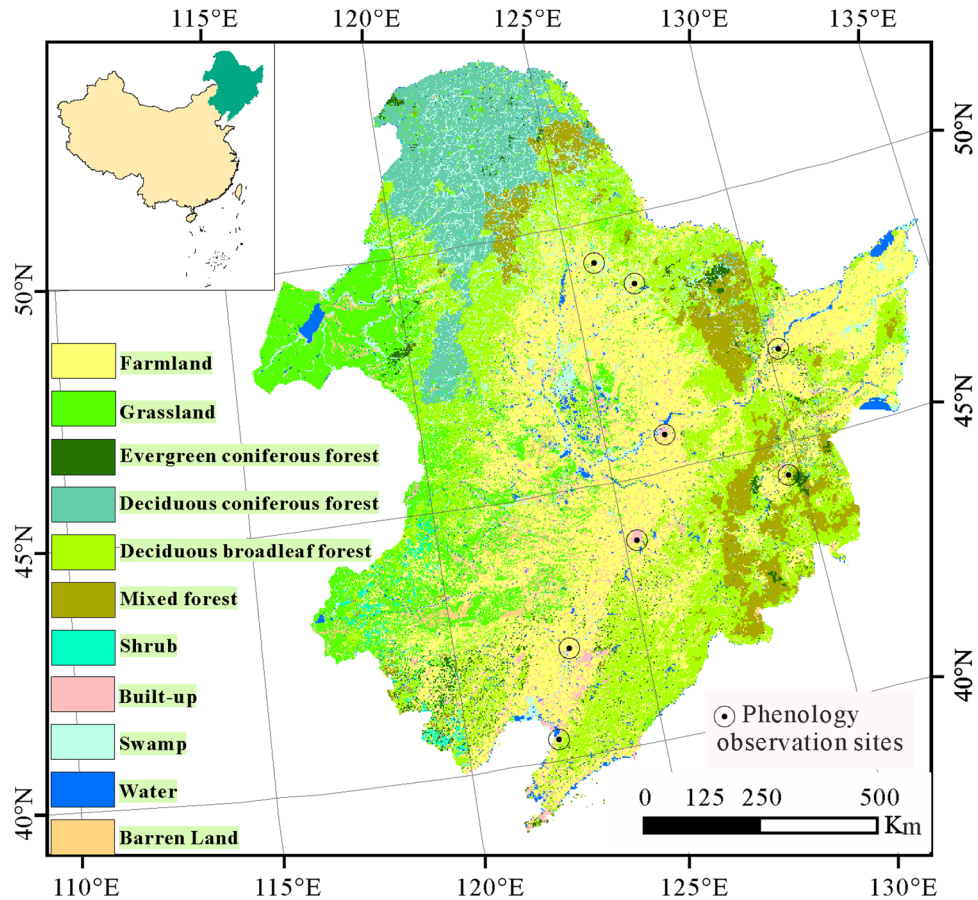 115°E 120°E 125°E 130°E 135°E
50°N
50°N
45°N
45°N
40°N
40°N
Farmland
Grassland
Evergreen coniferous forest
Deciduous coniferous forest
Deciduous broadleaf forest
Mixed forest
Shrub
Built-up
Swamp
Water
Barren Land
Phenology
observation sites
0 125 250 500
Km
110°E 115°E 120°E 125°E 130°E